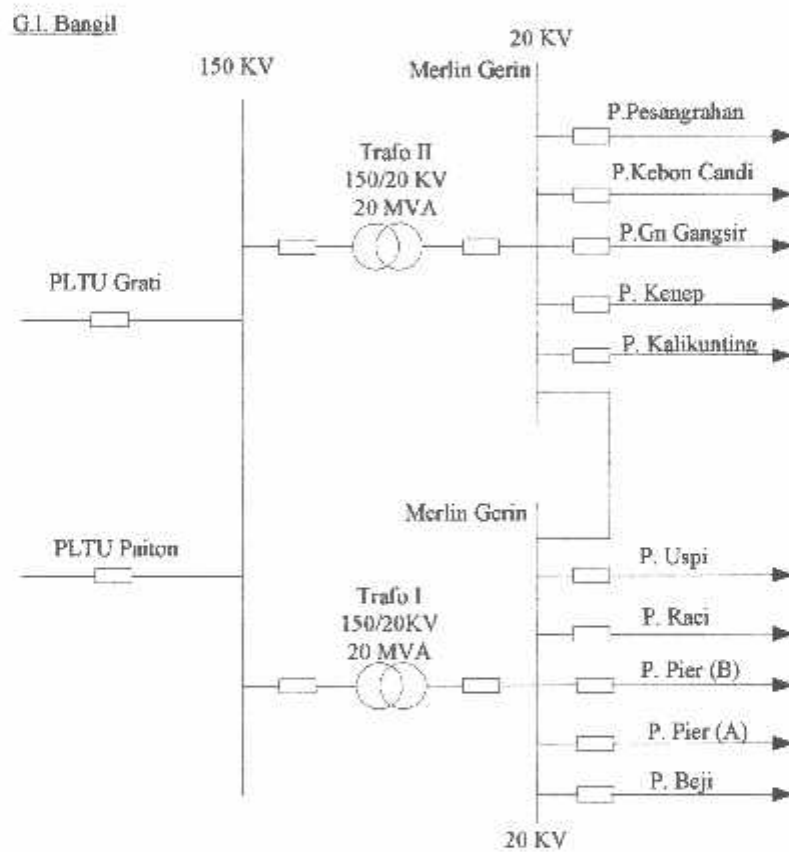 G.I. Bangil
150 KV
20 KV
Merlin Gerin
P.Pesangrahan
Trafo II
150/20 KV
20 MVA
P.Kebon Candi
P.Gn Gangsir
PLTU Grati
P. Kenep
P. Kalikunting
Merlin Gerin
PLTU Paiton
P. Uspi
Trafo I
150/20KV
20 MVA
P. Raci
P. Pier (B)
P. Pier (A)
P. Beji
20 KV